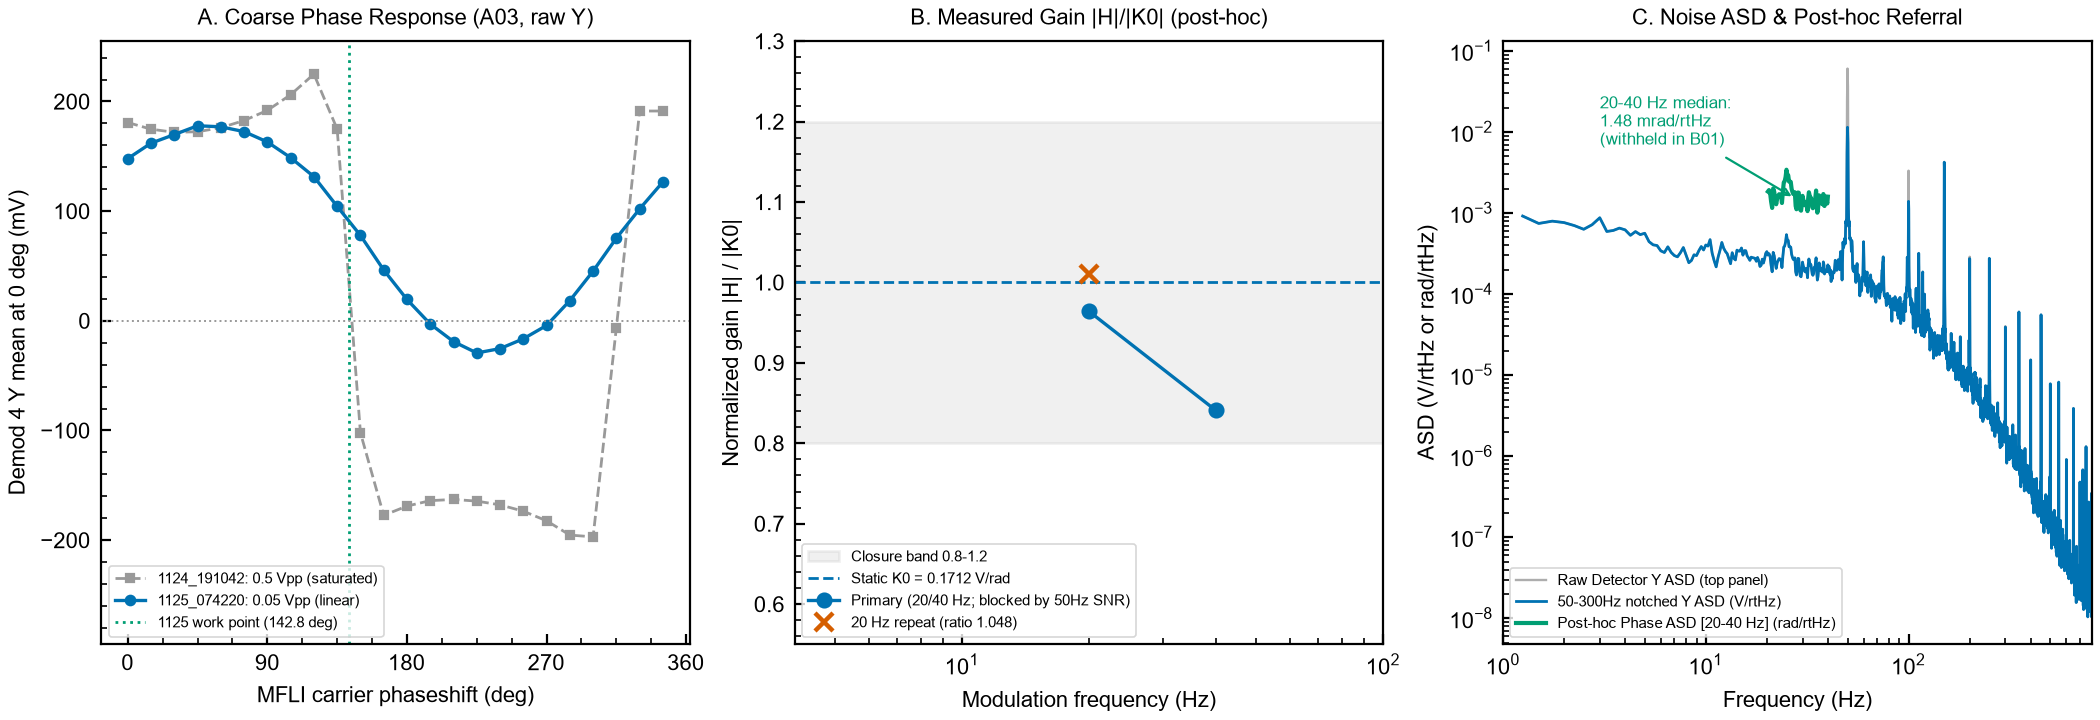 A. Coarse Phase Response (A03, raw Y)
Demod 4 Y mean at 0 deg (mV)
200
100
0
−100
−200
0
90
180
270
360
MFLI carrier phaseshift (deg)
1124_191042: 0.5 Vpp (saturated)
1125_074220: 0.05 Vpp (linear)
1125 work point (142.8 deg)
B. Measured Gain |H|/|K0| (post-hoc)
Normalized gain |H| / |K0|
1.3
1.2
1.1
1.0
0.9
0.8
0.7
0.6
10¹
10²
Modulation frequency (Hz)
Closure band 0.8-1.2
Static K0 = 0.1712 V/rad
Primary (20/40 Hz; blocked by 50Hz SNR)
20 Hz repeat (ratio 1.048)
C. Noise ASD & Post-hoc Referral
ASD (V/rtHz or rad/rtHz)
10⁻¹
10⁻²
10⁻³
10⁻⁴
10⁻⁵
10⁻⁶
10⁻⁷
10⁻⁸
10⁰
10¹
10²
Frequency (Hz)
20-40 Hz median:
1.48 mrad/rtHz
(withheld in B01)
Raw Detector Y ASD (top panel)
50-300Hz notched Y ASD (V/rtHz)
Post-hoc Phase ASD [20-40 Hz] (rad/rtHz)